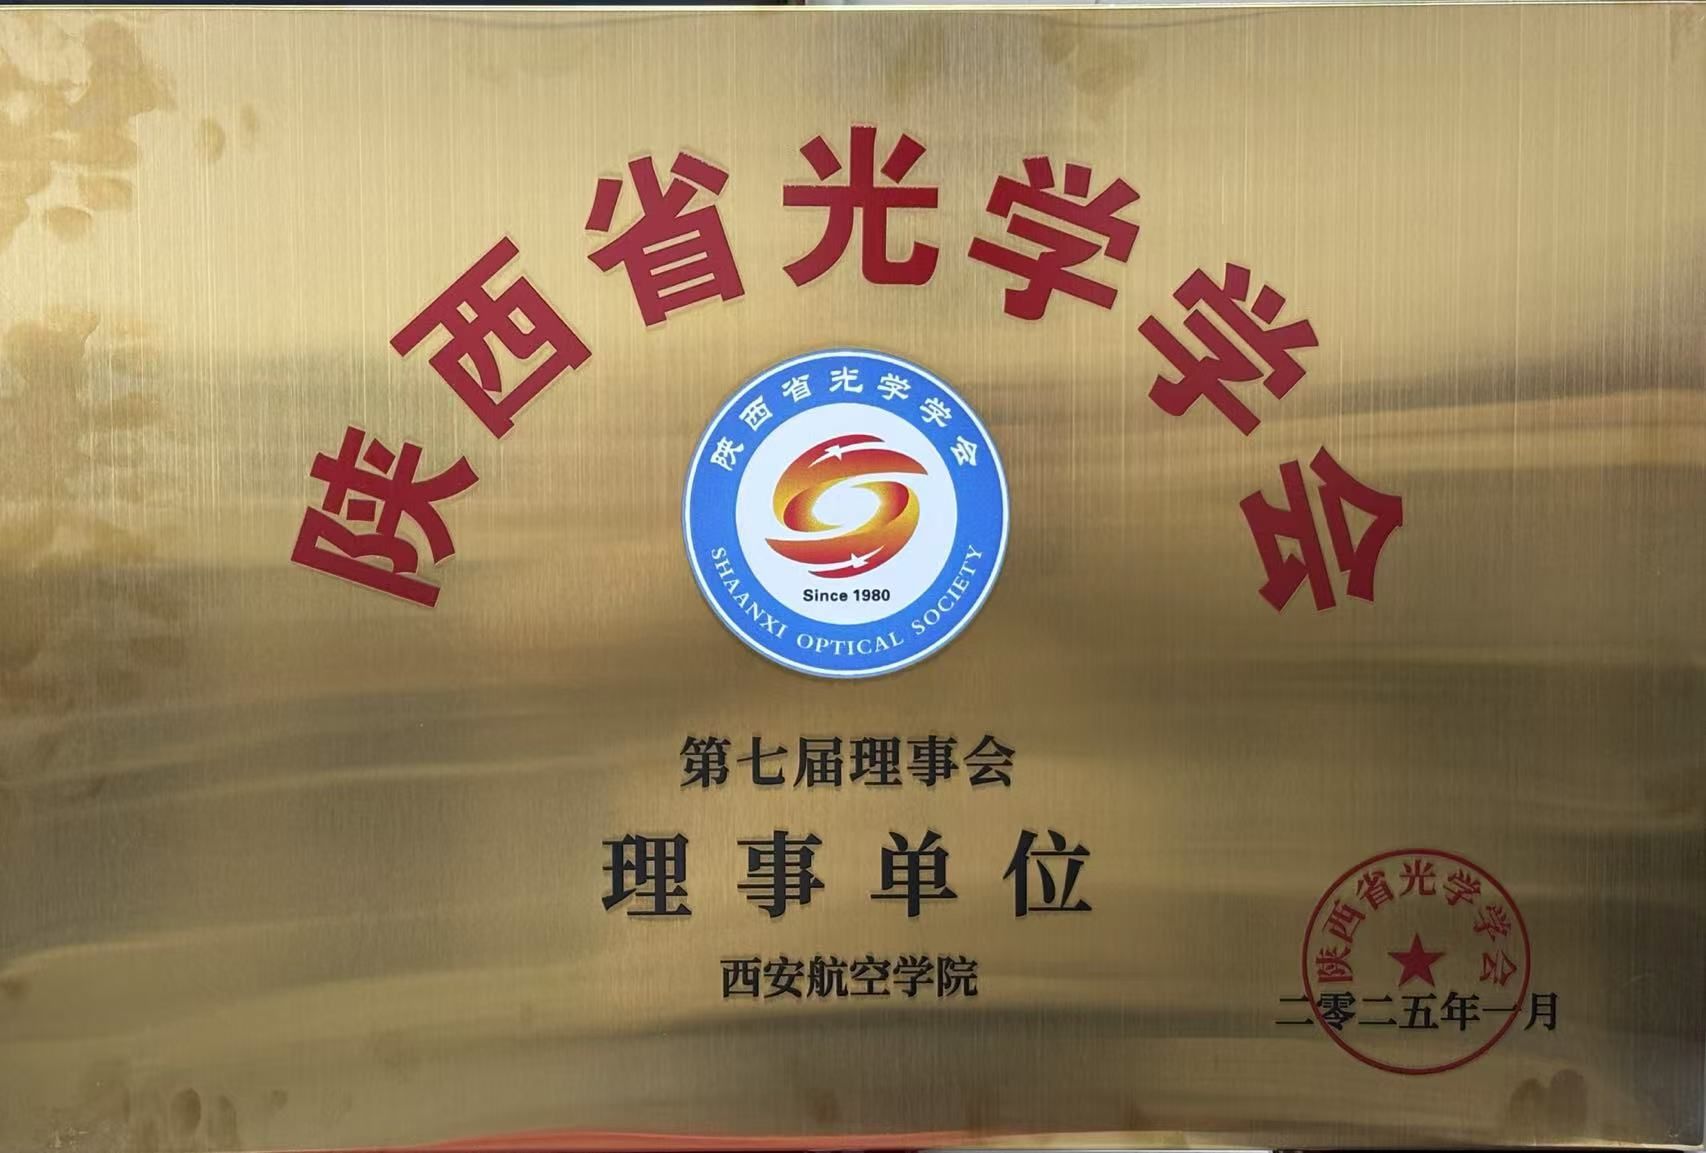 陕西省光学学会
陕西省光学学会
Since 1980
SHAANXI OPTICAL SOCIETY
第七届理事会
理事单位
西安航空学院
陕西省光学学会
二零二五年一月